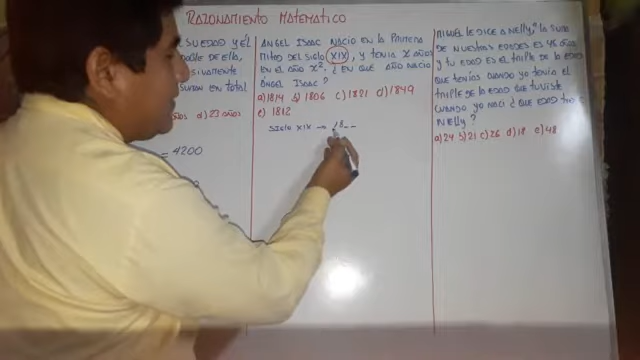 RAZONAMIENTO MATEMATICO
SU EDAD Y EL
DOBLE DE ELLA,
SIVAMENTE
SUMAN EN TOTAL
d) 23 AÑOS
= 4200
ANGEL ISAAC NACIO EN LA PRIMERA
MITAD DEL SIGLO XIX, Y TENIA X AÑOS
EN EL AÑO X². ¿ EN QUÉ AÑO NACIO
ANGEL ISAAC ?
a) 1814 b) 1806 c) 1821 d) 1849
e) 1812
SIGLO XIX → 18 _ _
MIGUEL LE DICE A NELLY, "LA SUMA
DE NUESTRAS EDADES ES 46 AÑOS
Y TU EDAD ES EL TRIPLE DE LA EDAD
QUE TENIAS CUANDO YO TENIA EL
TRIPLE DE LA EDAD QUE TUVISTE
CUANDO YO NACI ¿ QUE EDAD
NELLY ?
a) 24 b) 21 c) 26 d) 18 e) 48